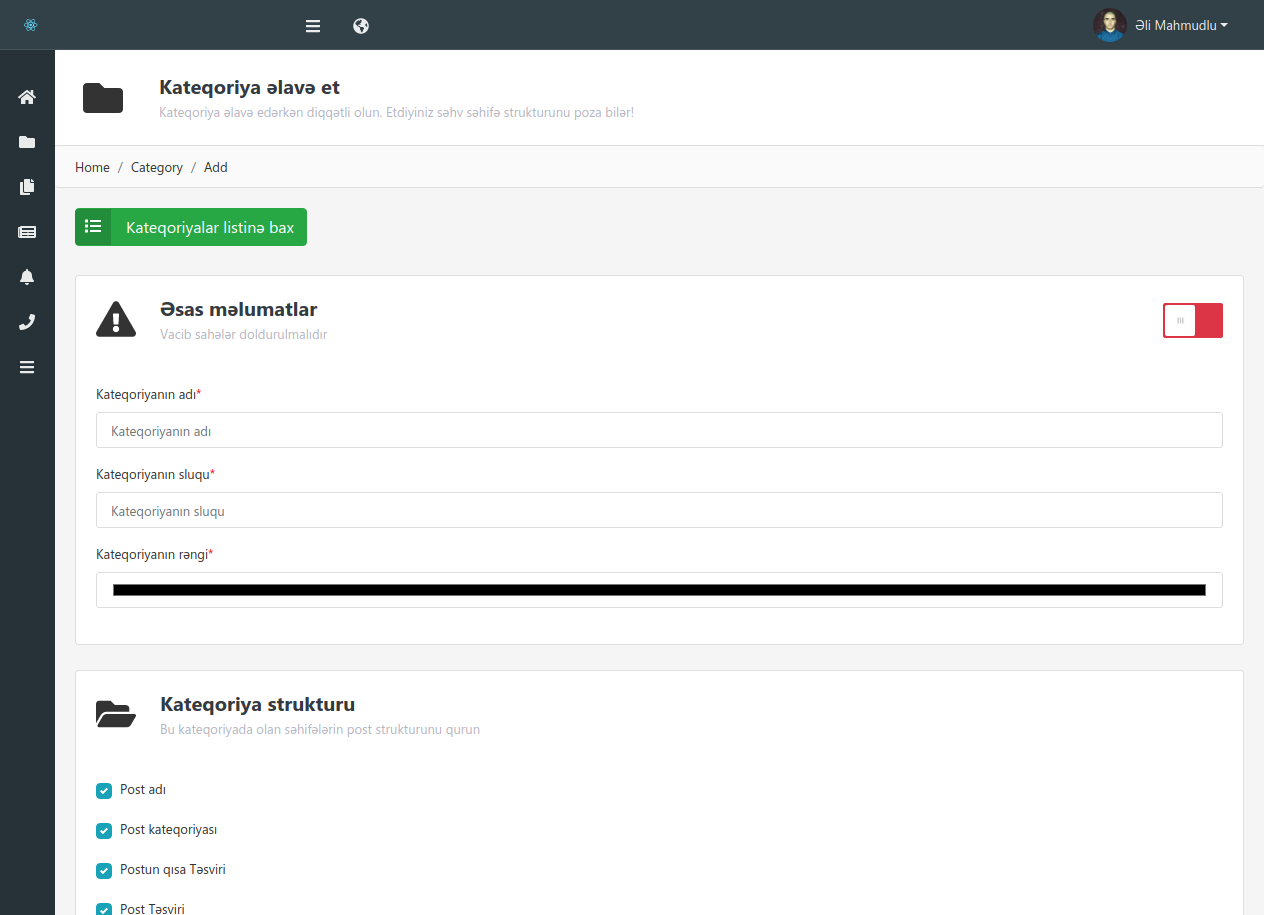 Əli Mahmudlu
Kateqoriya əlavə et
Kateqoriya əlavə edərkən diqqətli olun. Etdiyiniz səhv səhifə strukturunu poza bilər!
Home / Category / Add
Kateqoriyalar listinə bax
Əsas məlumatlar
Vacib sahələr doldurulmalıdır
Kateqoriyanın adı*
Kateqoriyanın adı
Kateqoriyanın sluqu*
Kateqoriyanın sluqu
Kateqoriyanın rəngi*
Kateqoriya strukturu
Bu kateqoriyada olan səhifələrin post strukturunu qurun
Post adı
Post kateqoriyası
Postun qısa Təsviri
Post Təsviri